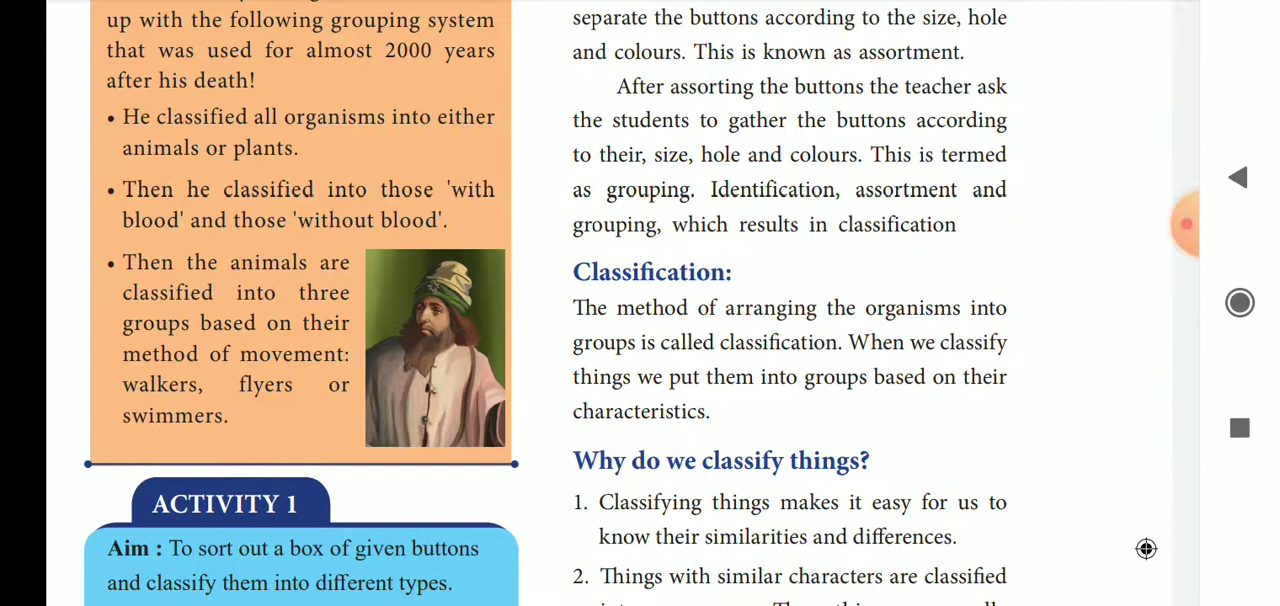 up with the following grouping system
that was used for almost 2000 years
after his death!
• He classified all organisms into either
animals or plants.
• Then he classified into those 'with
blood' and those 'without blood'.
• Then the animals are
classified into three
groups based on their
method of movement:
walkers, flyers or
swimmers.
ACTIVITY 1
Aim : To sort out a box of given buttons
and classify them into different types.
separate the buttons according to the size, hole
and colours. This is known as assortment.
After assorting the buttons the teacher ask
the students to gather the buttons according
to their, size, hole and colours. This is termed
as grouping. Identification, assortment and
grouping, which results in classification
Classification:
The method of arranging the organisms into
groups is called classification. When we classify
things we put them into groups based on their
characteristics.
Why do we classify things?
1. Classifying things makes it easy for us to
know their similarities and differences.
2. Things with similar characters are classified